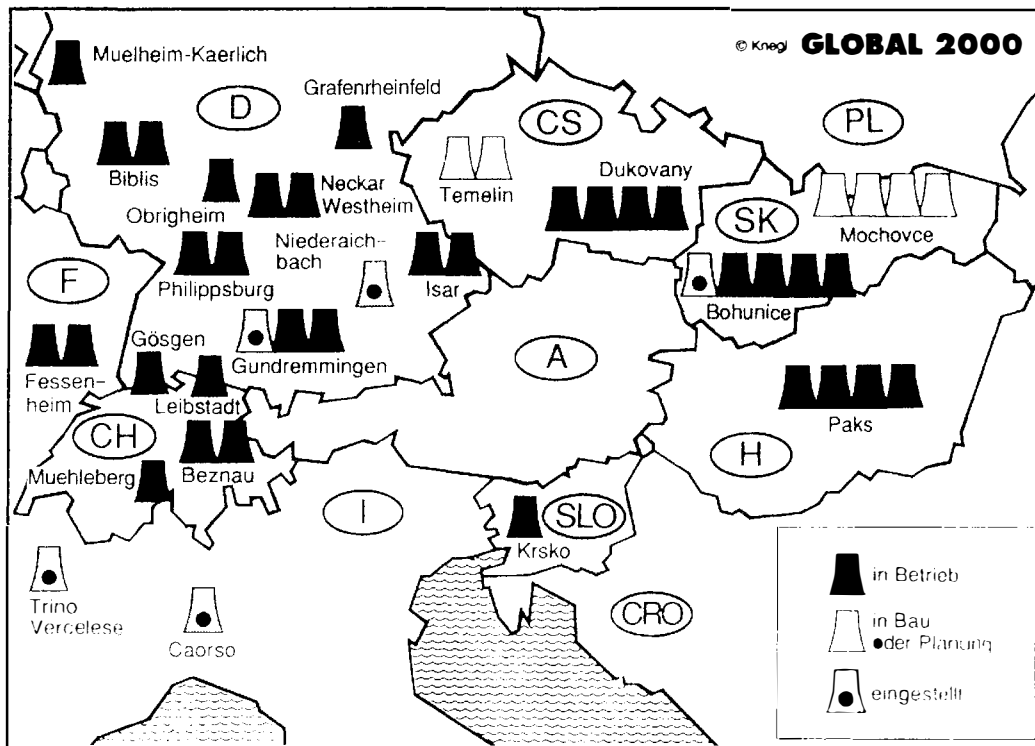 © Knegl GLOBAL 2000
Muelheim-Kaerlich
D
Grafenrheinfeld
CS
PL
Biblis
Obrigheim
Neckar
Westheim
Temelin
Dukovany
SK
Mochovce
F
Philippsburg
Niederaich-
bach
Isar
Bohunice
Gösgen
Gundremmingen
A
Fessen-
heim
Leibstadt
Paks
CH
Muehleberg
Beznau
H
I
SLO
Krsko
Trino
Vercelese
Caorso
CRO
in Betrieb
in Bau
oder Planung
eingestellt